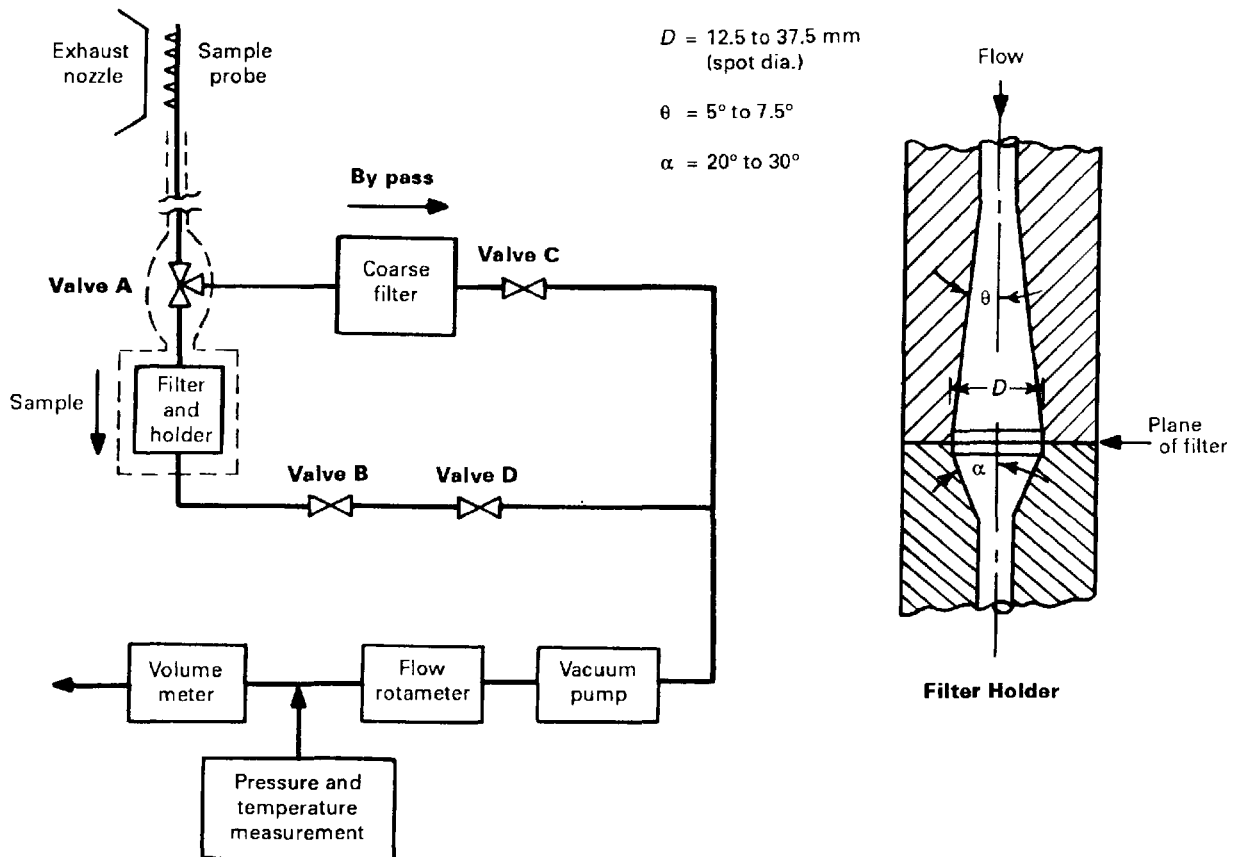 Exhaust
nozzle
Sample
probe
D = 12.5 to 37.5 mm
(spot dia.)
θ = 5° to 7.5°
α = 20° to 30°
Flow
By pass
Valve A
Coarse
filter
Valve C
Sample
Filter
and
holder
Valve B
Valve D
θ
D
α
Plane
of filter
Volume
meter
Flow
rotameter
Vacuum
pump
Pressure and
temperature
measurement
Filter Holder